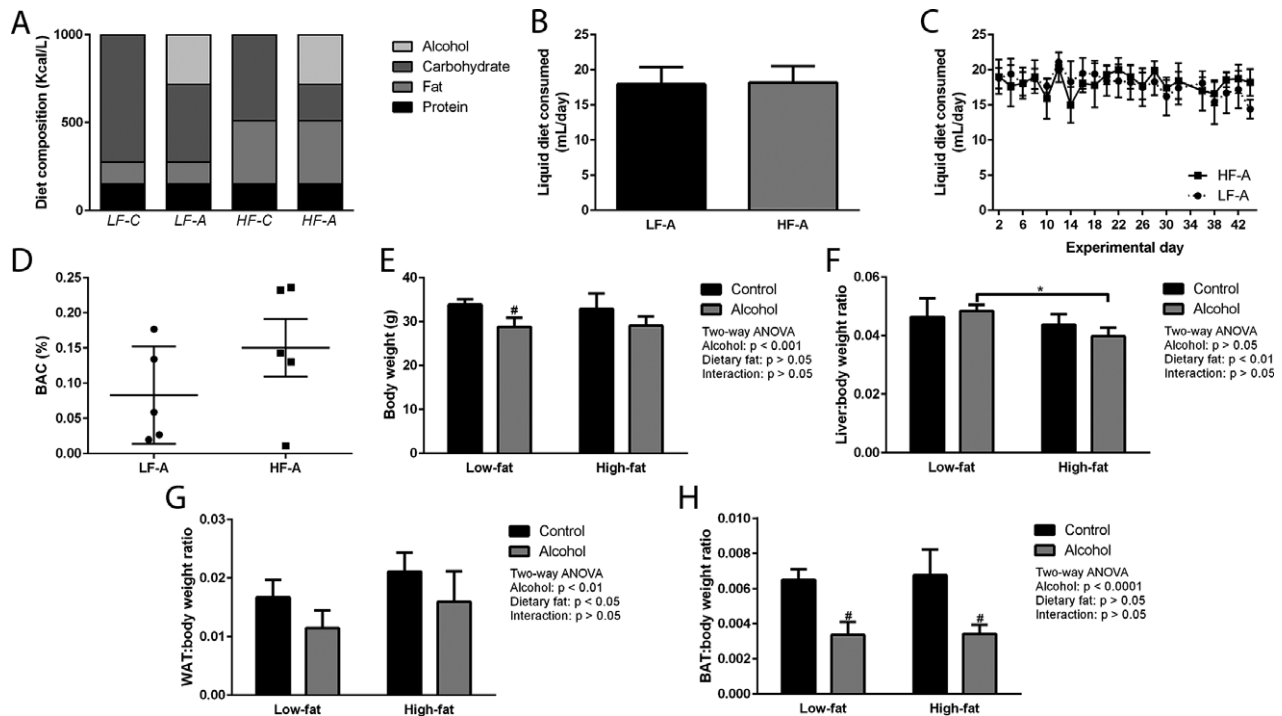 A
Diet composition (Kcal/L)
1000
500
0
LF-C LF-A HF-C HF-A
Alcohol
Carbohydrate
Fat
Protein
B
Liquid diet consumed
(mL/day)
25
20
15
10
5
0
LF-A HF-A
C
Liquid diet consumed
(mL/day)
25
20
15
10
5
0
HF-A
LF-A
2 6 10 14 18 22 26 30 34 38 42
Experimental day
D
BAC (%)
0.25
0.20
0.15
0.10
0.05
0.00
LF-A HF-A
E
Body weight (g)
40
30
20
10
0
#
Low-fat High-fat
Control
Alcohol
Two-way ANOVA
Alcohol: p < 0.001
Dietary fat: p > 0.05
Interaction: p > 0.05
F
Liver:body weight ratio
0.06
0.04
0.02
0.00
*
Low-fat High-fat
Control
Alcohol
Two-way ANOVA
Alcohol: p > 0.05
Dietary fat: p < 0.01
Interaction: p > 0.05
G
WAT:body weight ratio
0.03
0.02
0.01
0.00
Low-fat High-fat
Control
Alcohol
Two-way ANOVA
Alcohol: p < 0.01
Dietary fat: p < 0.05
Interaction: p > 0.05
H
BAT:body weight ratio
0.010
0.008
0.006
0.004
0.002
0.000
# #
Low-fat High-fat
Control
Alcohol
Two-way ANOVA
Alcohol: p < 0.0001
Dietary fat: p > 0.05
Interaction: p > 0.05